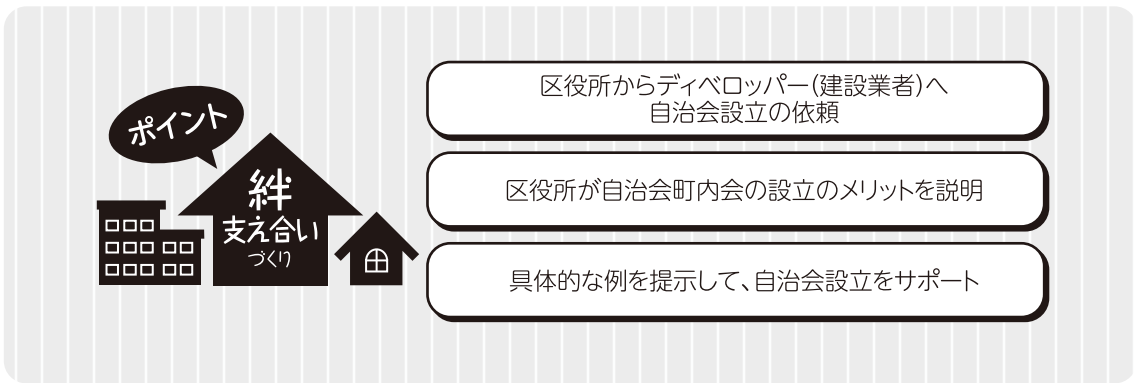 ポイント
絆
支え合い
づくり
区役所からディベロッパー(建設業者)へ
自治会設立の依頼
区役所が自治会町内会の設立のメリットを説明
具体的な例を提示して、自治会設立をサポート